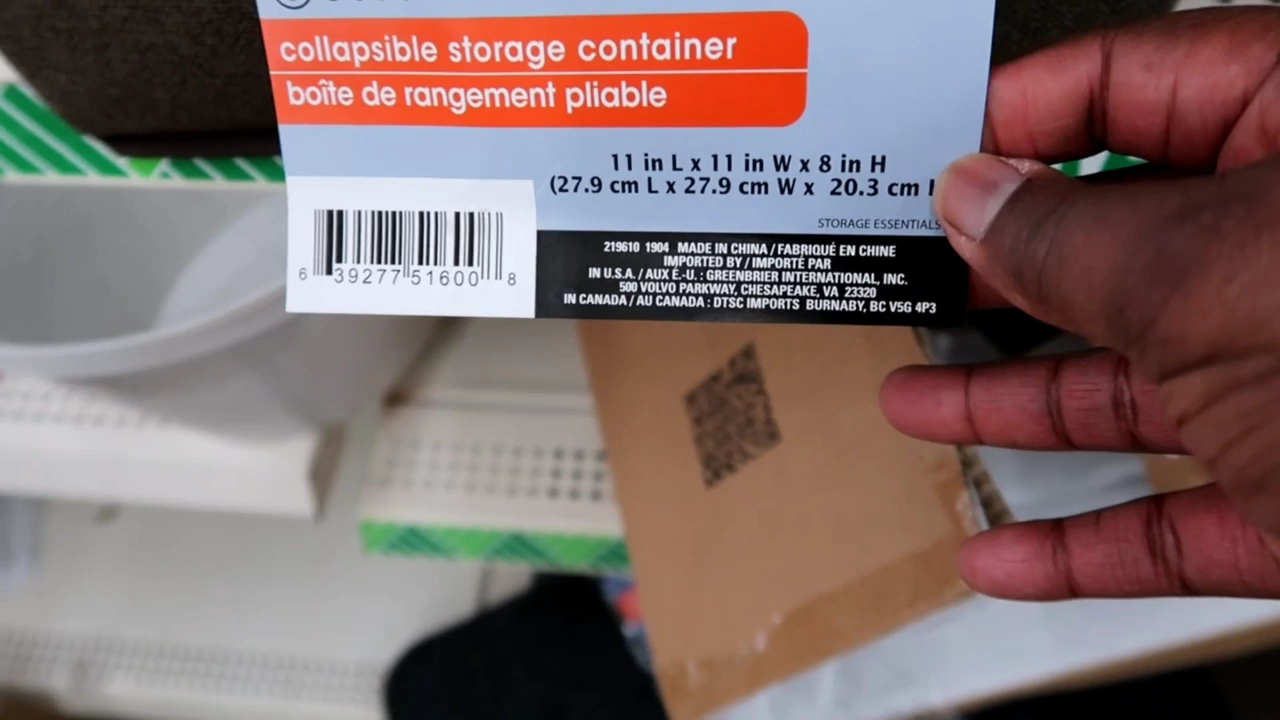 collapsible storage container
boîte de rangement pliable
11 in L x 11 in W x 8 in H
(27.9 cm L x 27.9 cm W x 20.3 cm
STORAGE ESSENTIALS
219610 1904 MADE IN CHINA / FABRIQUÉ EN CHINE
IMPORTED BY / IMPORTÉ PAR
IN U.S.A. / AUX É.-U. : GREENBRIER INTERNATIONAL, INC.
500 VOLVO PARKWAY, CHESAPEAKE, VA 23320
IN CANADA / AU CANADA : DTSC IMPORTS BURNABY, BC V5G 4P3
6 39277 51600 8